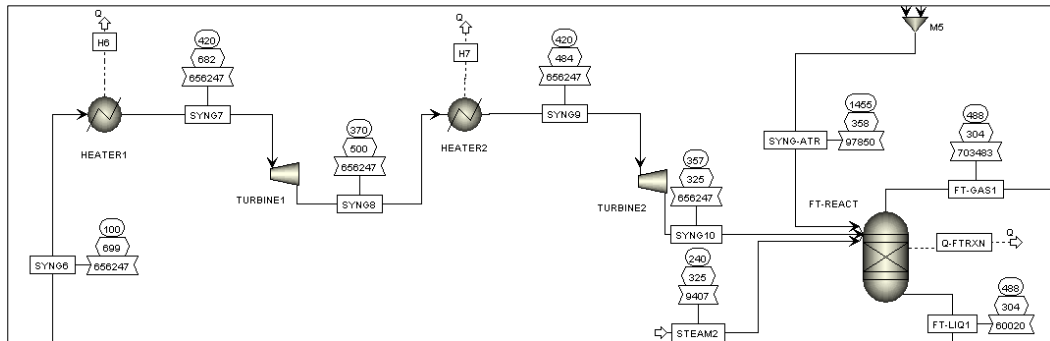 Q
H6
420
682
656247
SYNG7
HEATER1
100
699
656247
SYNG6
370
500
656247
TURBINE1
SYNG8
Q
H7
420
484
656247
SYNG9
HEATER2
357
325
656247
TURBINE2
SYNG10
240
325
9407
STEAM2
M5
1455
358
97850
SYNG-ATR
488
304
703483
FT-GAS1
FT-REACT
Q-FTRXN
Q
488
304
60020
FT-LIQ1